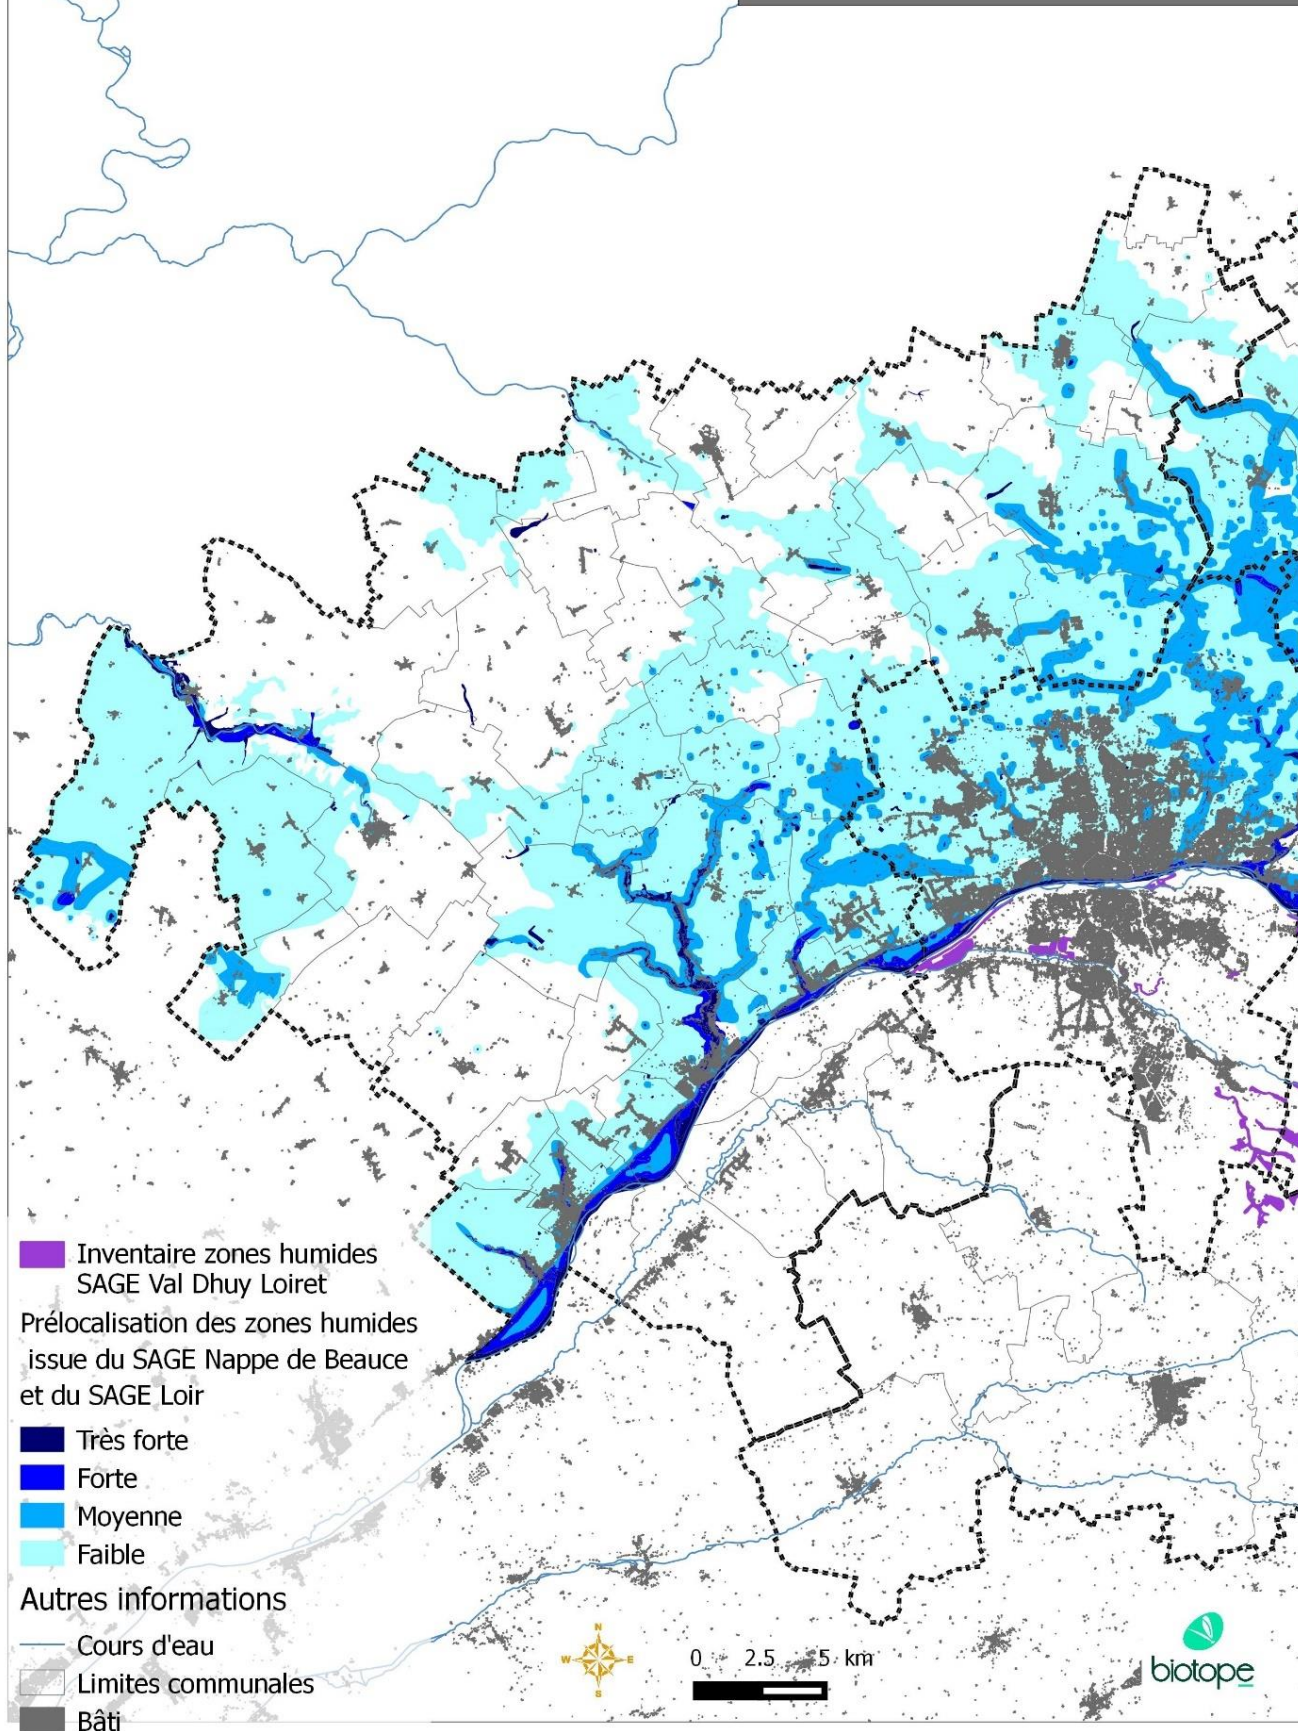 Inventaire zones humides
SAGE Val Dhuy Loiret
Prélocalisation des zones humides
issue du SAGE Nappe de Beauce
et du SAGE Loir
Très forte
Forte
Moyenne
Faible
Autres informations
Cours d'eau
Limites communales
Bâti
N
W E
S
0 2.5 5 km
biotope